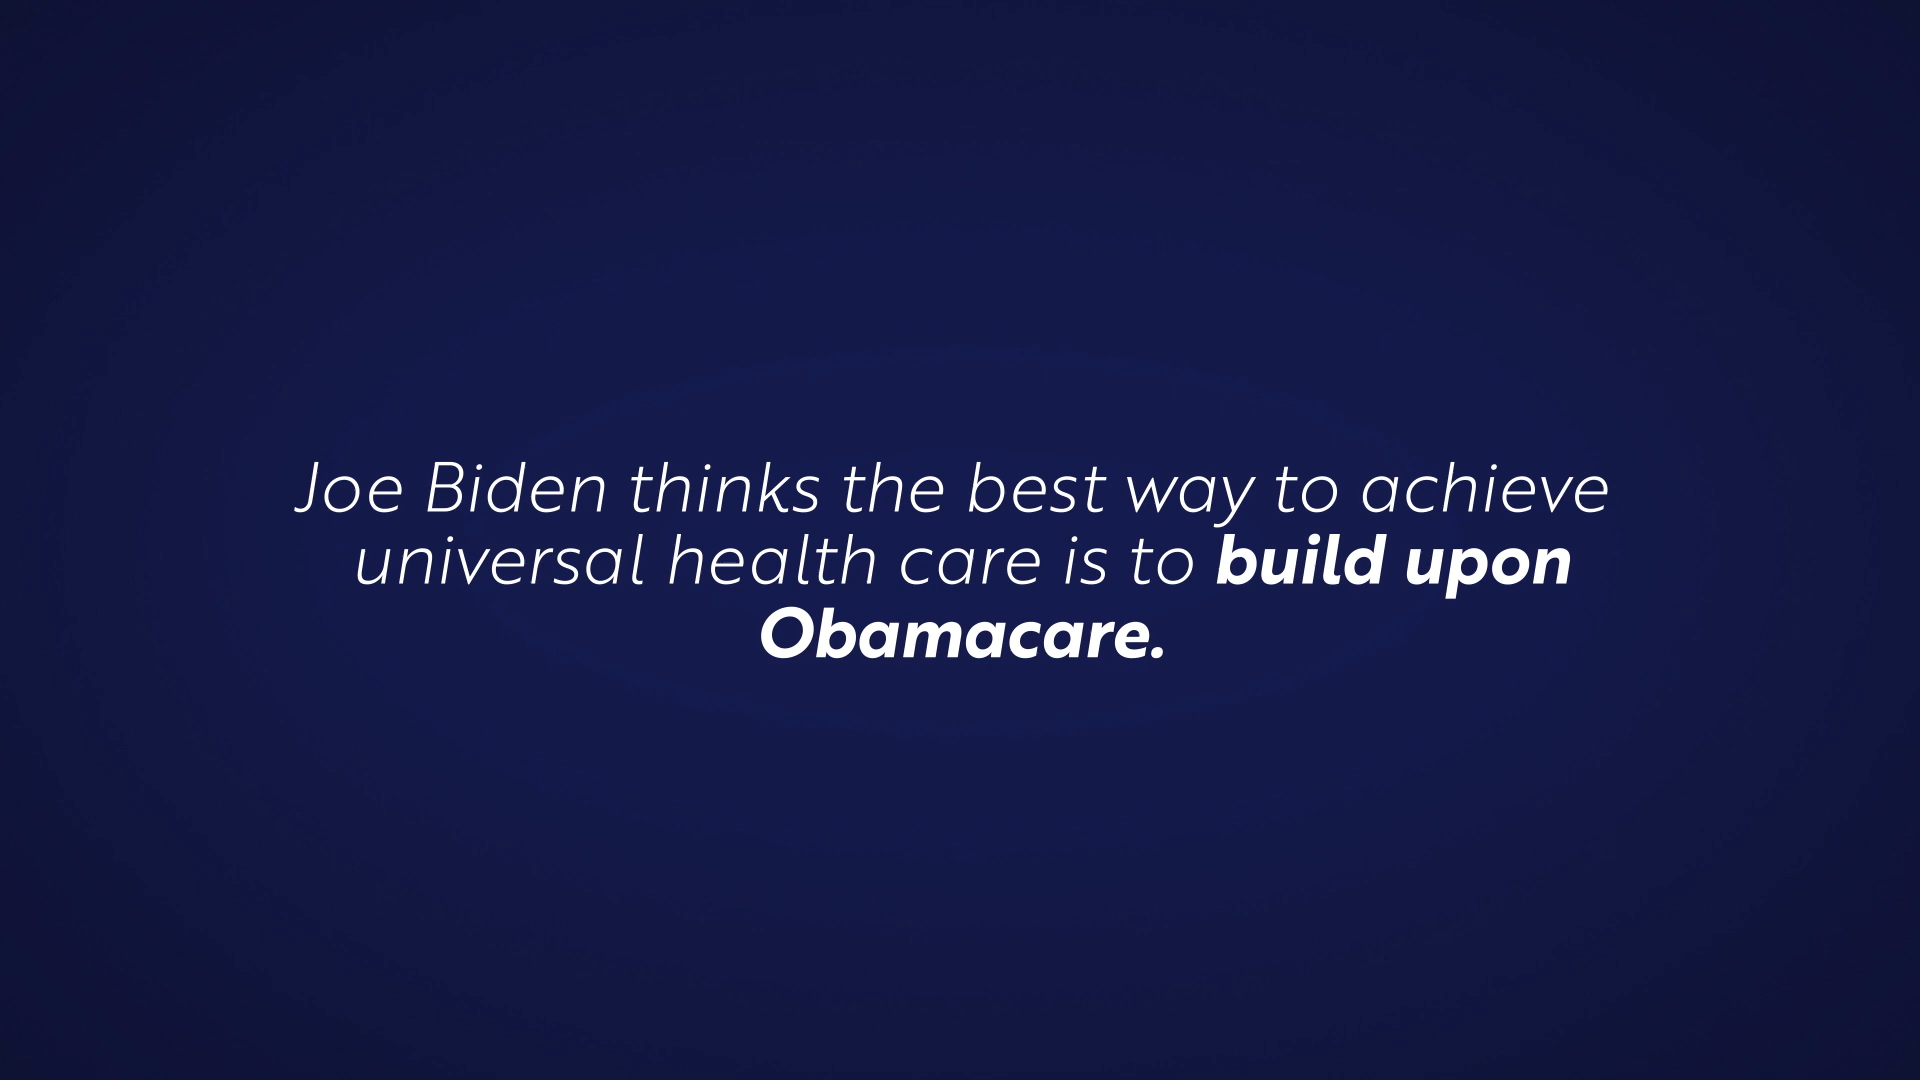 Joe Biden thinks the best way to achieve
universal health care is to build upon
Obamacare.